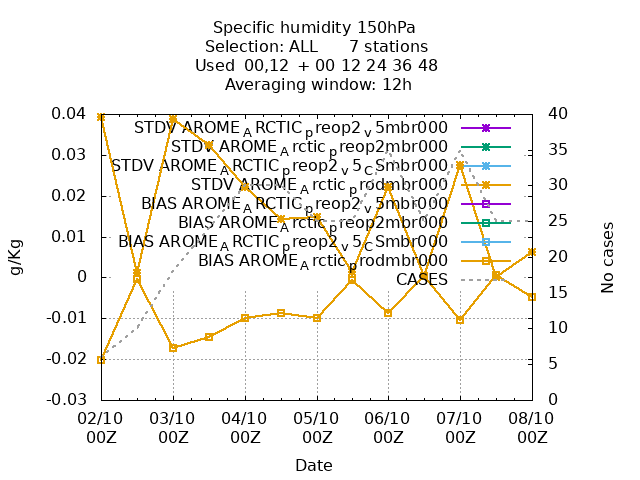 Specific humidity 150hPa
Selection: ALL 7 stations
Used 00,12 + 00 12 24 36 48
Averaging window: 12h
0.04
0.03
0.02
0.01
0
-0.01
-0.02
-0.03
g/Kg
STDV AROME_ARCTIC_preop2_v5mbr000
STDV AROME_Arctic_preop2mbr000
STDV AROME_ARCTIC_preop2_v5_CSmbr000
STDV AROME_Arctic_prodmbr000
BIAS AROME_ARCTIC_preop2_v5mbr000
BIAS AROME_Arctic_preop2mbr000
BIAS AROME_ARCTIC_preop2_v5_CSmbr000
BIAS AROME_Arctic_prodmbr000
CASES
40
35
30
25
20
15
10
5
0
No cases
02/10 03/10 04/10 05/10 06/10 07/10 08/10
00Z 00Z 00Z 00Z 00Z 00Z 00Z
Date